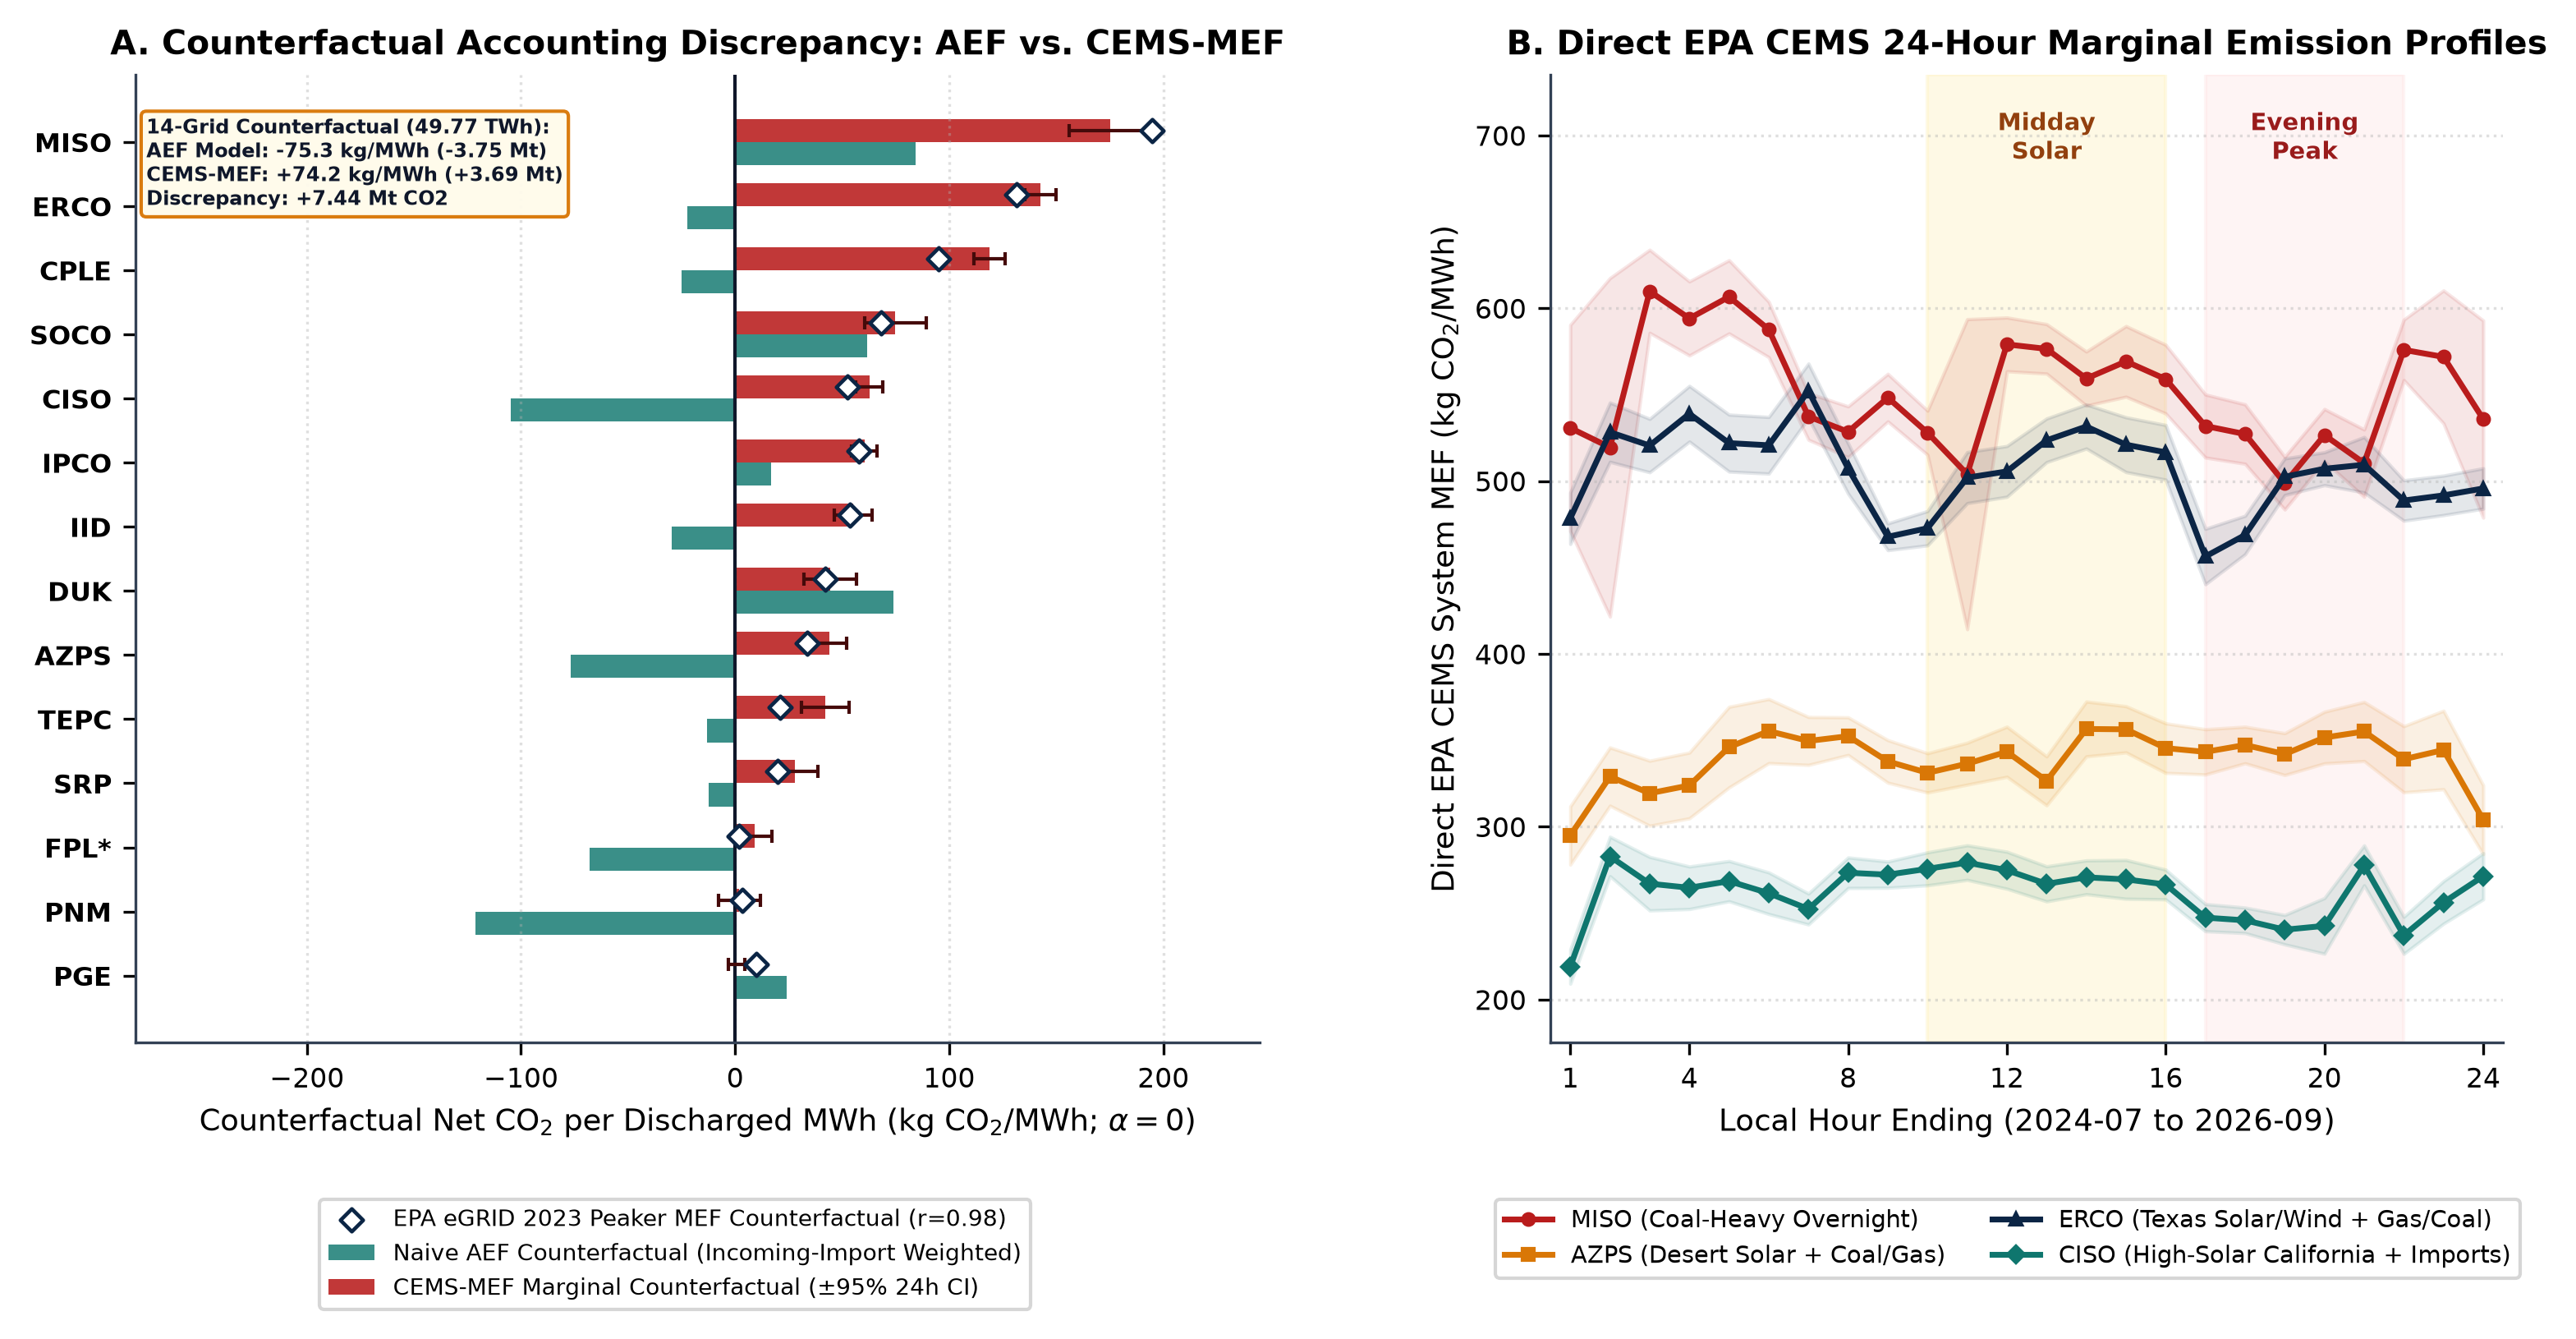 A. Counterfactual Accounting Discrepancy: AEF vs. CEMS-MEF
14-Grid Counterfactual (49.77 TWh):
AEF Model: -75.3 kg/MWh (-3.75 Mt)
CEMS-MEF: +74.2 kg/MWh (+3.69 Mt)
Discrepancy: +7.44 Mt CO2
MISO
ERCO
CPLE
SOCO
CISO
IPCO
IID
DUK
AZPS
TEPC
SRP
FPL*
PNM
PGE
−200 −100 0 100 200
Counterfactual Net CO₂ per Discharged MWh (kg CO₂/MWh; α = 0)
EPA eGRID 2023 Peaker MEF Counterfactual (r=0.98)
Naive AEF Counterfactual (Incoming-Import Weighted)
CEMS-MEF Marginal Counterfactual (±95% 24h CI)
B. Direct EPA CEMS 24-Hour Marginal Emission Profiles
Direct EPA CEMS System MEF (kg CO₂/MWh)
700
600
500
400
300
200
Midday
Solar
Evening
Peak
1 4 8 12 16 20 24
Local Hour Ending (2024-07 to 2026-09)
MISO (Coal-Heavy Overnight)
AZPS (Desert Solar + Coal/Gas)
ERCO (Texas Solar/Wind + Gas/Coal)
CISO (High-Solar California + Imports)